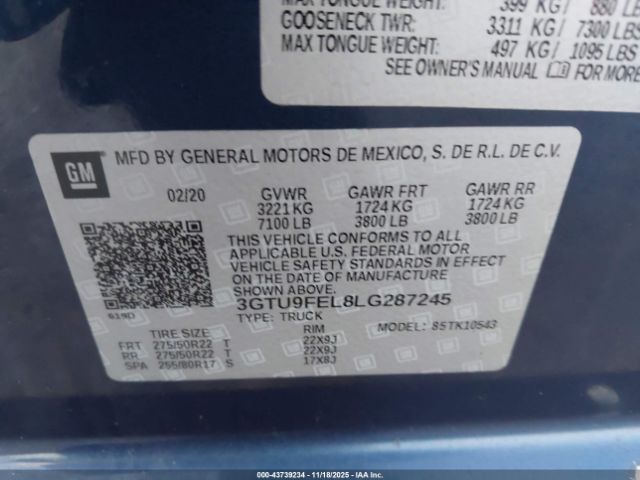 MAX TONGUE WEIGHT: 399 KG/ 880 LBS
GOOSENECK TWR: 3311 KG/ 7300 LBS
MAX TONGUE WEIGHT: 497 KG/ 1095 LBS
SEE OWNER'S MANUAL FOR MORE
GM MFD BY GENERAL MOTORS DE MEXICO, S. DE R.L. DE C.V.
02/20 GVWR GAWR FRT GAWR RR
3221 KG 1724 KG 1724 KG
7100 LB 3800 LB 3800 LB
THIS VEHICLE CONFORMS TO ALL
APPLICABLE U.S. FEDERAL MOTOR
VEHICLE SAFETY STANDARDS IN
EFFECT ON THE DATE OF
MANUFACTURE SHOWN ABOVE.
619D 3GTU9FEL8LG287245
TYPE: TRUCK MODEL: 85TK10543
TIRE SIZE RIM
FRT 275/50R22 T 22X9J
RR 275/50R22 T 22X9J
SPA 255/80R17 S 17X8J
000-43739234 - 11/18/2025 - IAAI.COM